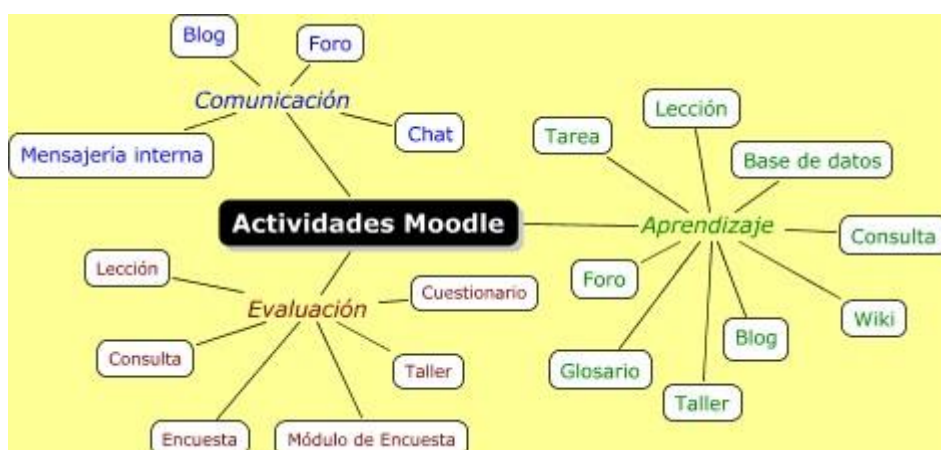 Blog
Foro
Comunicación
Mensajería interna
Chat
Lección
Tarea
Base de datos
Actividades Moodle
Aprendizaje
Consulta
Foro
Wiki
Blog
Glosario
Taller
Lección
Cuestionario
Evaluación
Consulta
Taller
Encuesta
Módulo de Encuesta